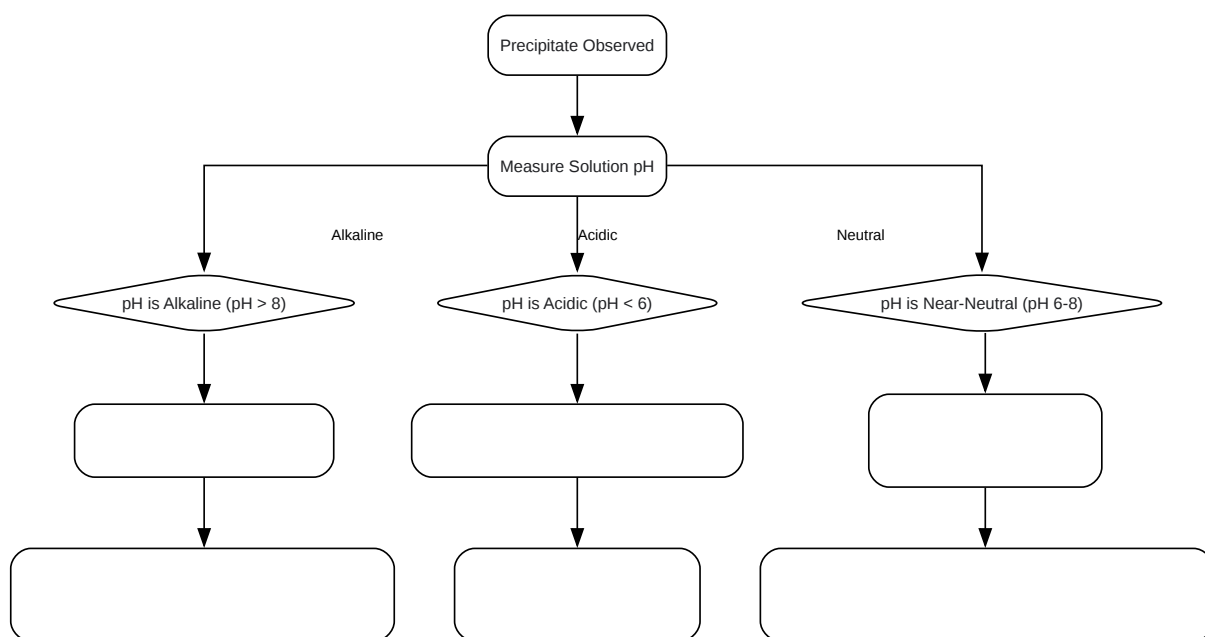 Precipitate Observed
Measure Solution pH
Alkaline
Acidic
Neutral
pH is Alkaline (pH > 8)
pH is Acidic (pH < 6)
pH is Near-Neutral (pH 6-8)